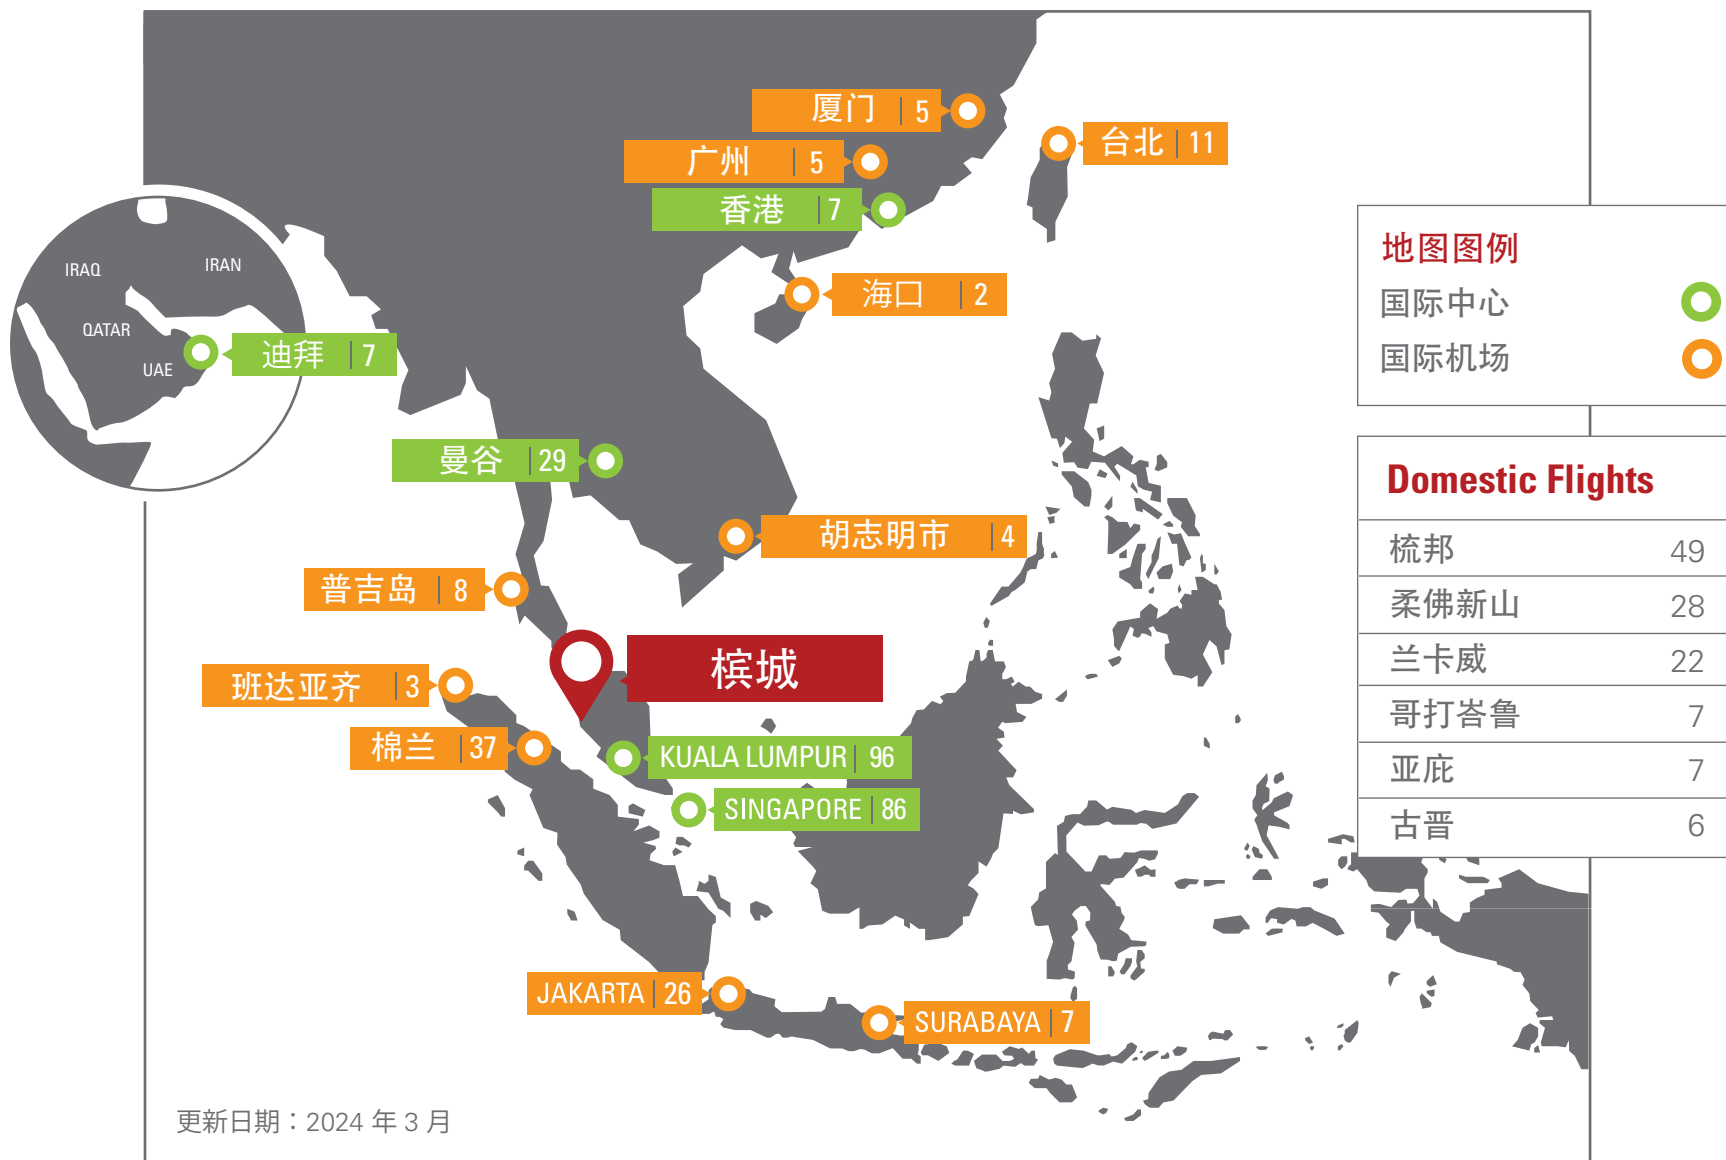 厦门 | 5
台北 | 11
广州 | 5
香港 | 7
海口 | 2
IRAQ
IRAN
QATAR
UAE
迪拜 | 7
曼谷 | 29
胡志明市 | 4
普吉岛 | 8
槟城
班达亚齐 | 3
棉兰 | 37
KUALA LUMPUR | 96
SINGAPORE | 86
JAKARTA | 26
SURABAYA | 7
地图图例
国际中心
国际机场
Domestic Flights
梳邦 49
柔佛新山 28
兰卡威 22
哥打峇鲁 7
亚庇 7
古晋 6
更新日期：2024 年 3 月